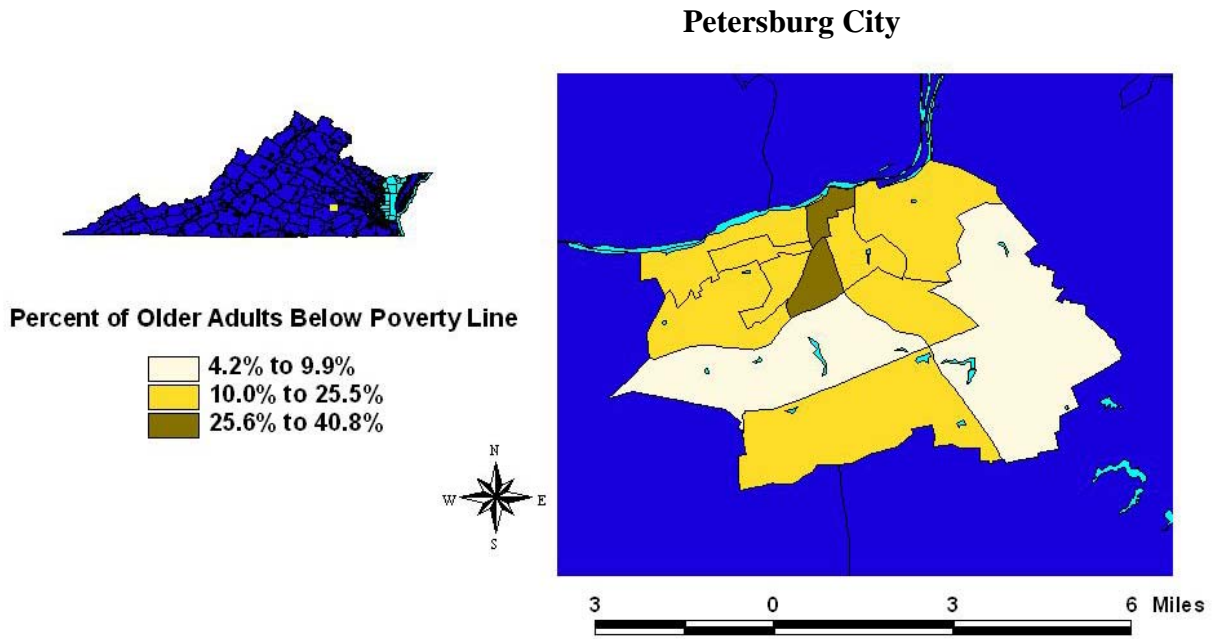 Petersburg City
Percent of Older Adults Below Poverty Line
4.2% to 9.9%
10.0% to 25.5%
25.6% to 40.8%
N
W E
S
3 0 3 6 Miles